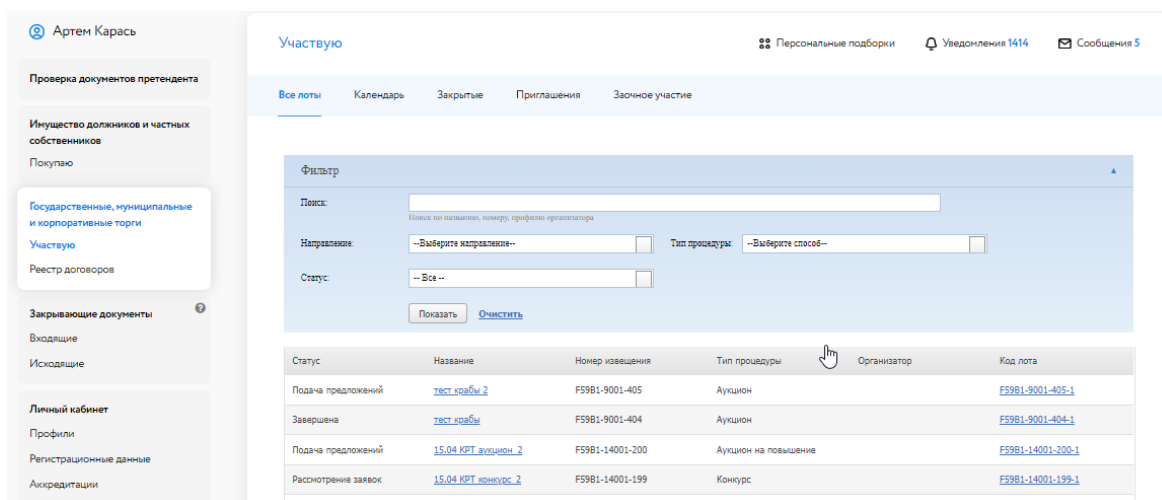 Артем Карась
Проверка документов претендента
Имущество должников и частных
собственников
Покупаю
Государственные, муниципальные
и корпоративные торги
Участвую
Реестр договоров
Закрывающие документы
Входящие
Исходящие
Личный кабинет
Профили
Регистрационные данные
Аккредитации
Участвую Персональные подборки Уведомления 1414 Сообщения 5
Все лоты Календарь Закрытые Приглашения Заочное участие
Фильтр
Поиск:
Поиск по названию, номеру, профилю организатора
Направление: --Выберите направление-- Тип процедуры: --Выберите способ--
Статус: -- Все --
Показать Очистить
Статус Название Номер извещения Тип процедуры Организатор Код лота
Подача предложений тест крабы 2 F59B1-9001-405 Аукцион F59B1-9001-405-1
Завершена тест крабы F59B1-9001-404 Аукцион F59B1-9001-404-1
Подача предложений 15.04 КРТ аукцион_2 F59B1-14001-200 Аукцион на повышение F59B1-14001-200-1
Рассмотрение заявок 15.04 КРТ конкурс_2 F59B1-14001-199 Конкурс F59B1-14001-199-1